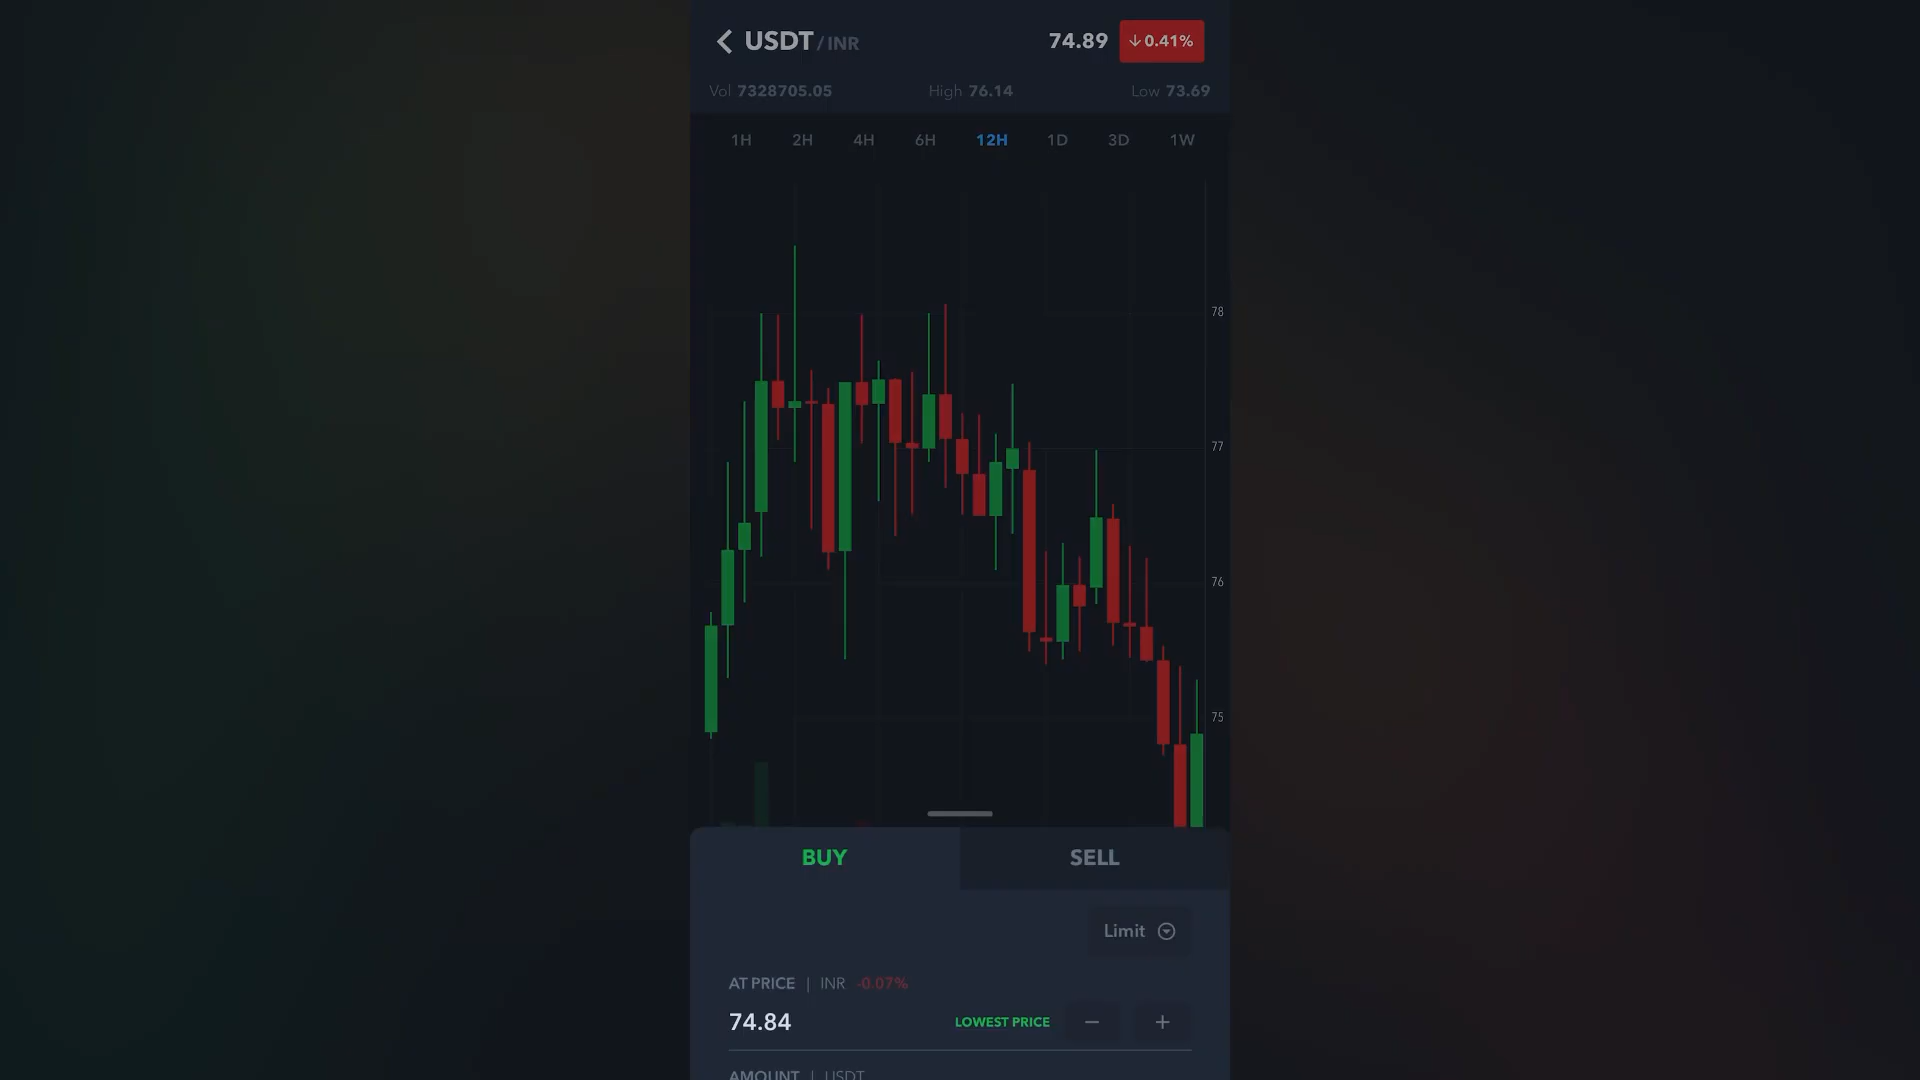 USDT / INR 74.89 ↓ 0.41%
Vol 7328705.05 High 76.14 Low 73.69
1H 2H 4H 6H 12H 1D 3D 1W
78
77
76
75
BUY SELL
Limit
AT PRICE | INR -0.07%
74.84 LOWEST PRICE − +
AMOUNT | USDT